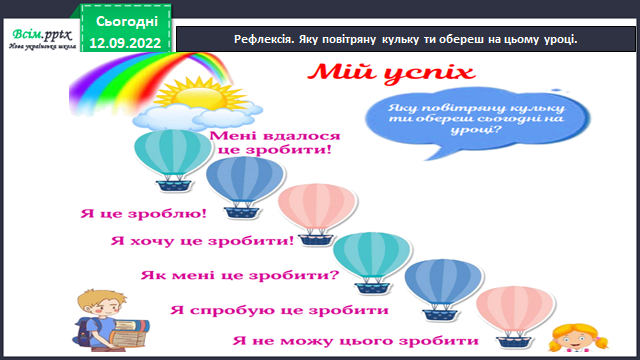 Всім.pptx
Нова українська школа
Сьогодні
12.09.2022
Рефлексія. Яку повітряну кульку ти обереш на цьому уроці.
Мій успіх
Яку повітряну кульку
ти обереш сьогодні на
уроці?
Мені вдалося
це зробити!
Я це зроблю!
Я хочу це зробити!
Як мені це зробити?
Я спробую це зробити
Я не можу цього зробити